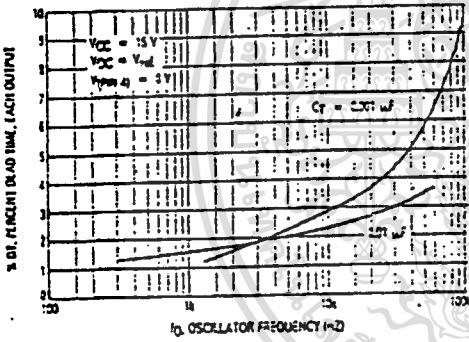 % DT, PERCENT DEAD TIME, EACH OUTPUT
10
9
8
7
6
5
4
3
2
1
0
VCC = 15 V
VOC = Vref
V(PIN 4) = 0 V
CT = 0.001 µF
0.01 µF
100
1k
10k
100k
fO, OSCILLATOR FREQUENCY (HZ)